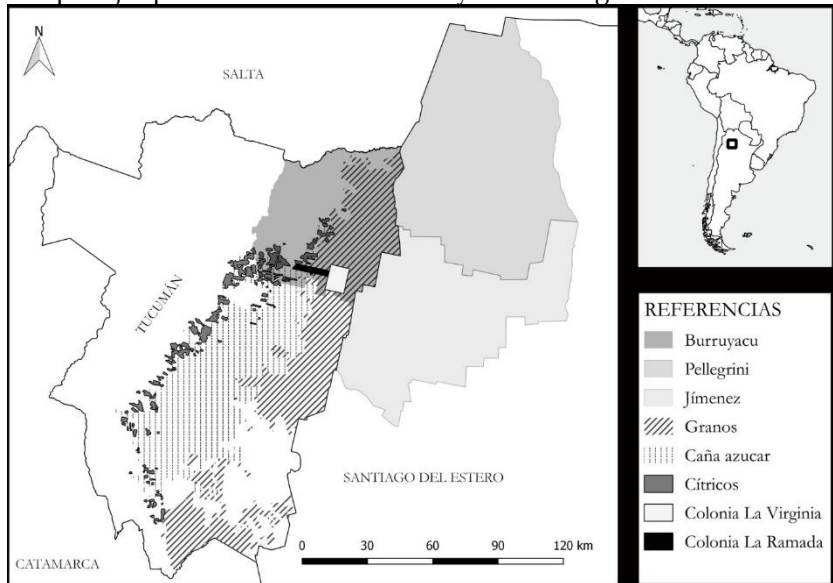 N
SALTA
TUCUMÁN
SANTIAGO DEL ESTERO
CATAMARCA
0 30 60 90 120 km
REFERENCIAS
Burruyacu
Pellegrini
Jímenez
Granos
Caña azucar
Cítricos
Colonia La Virginia
Colonia La Ramada